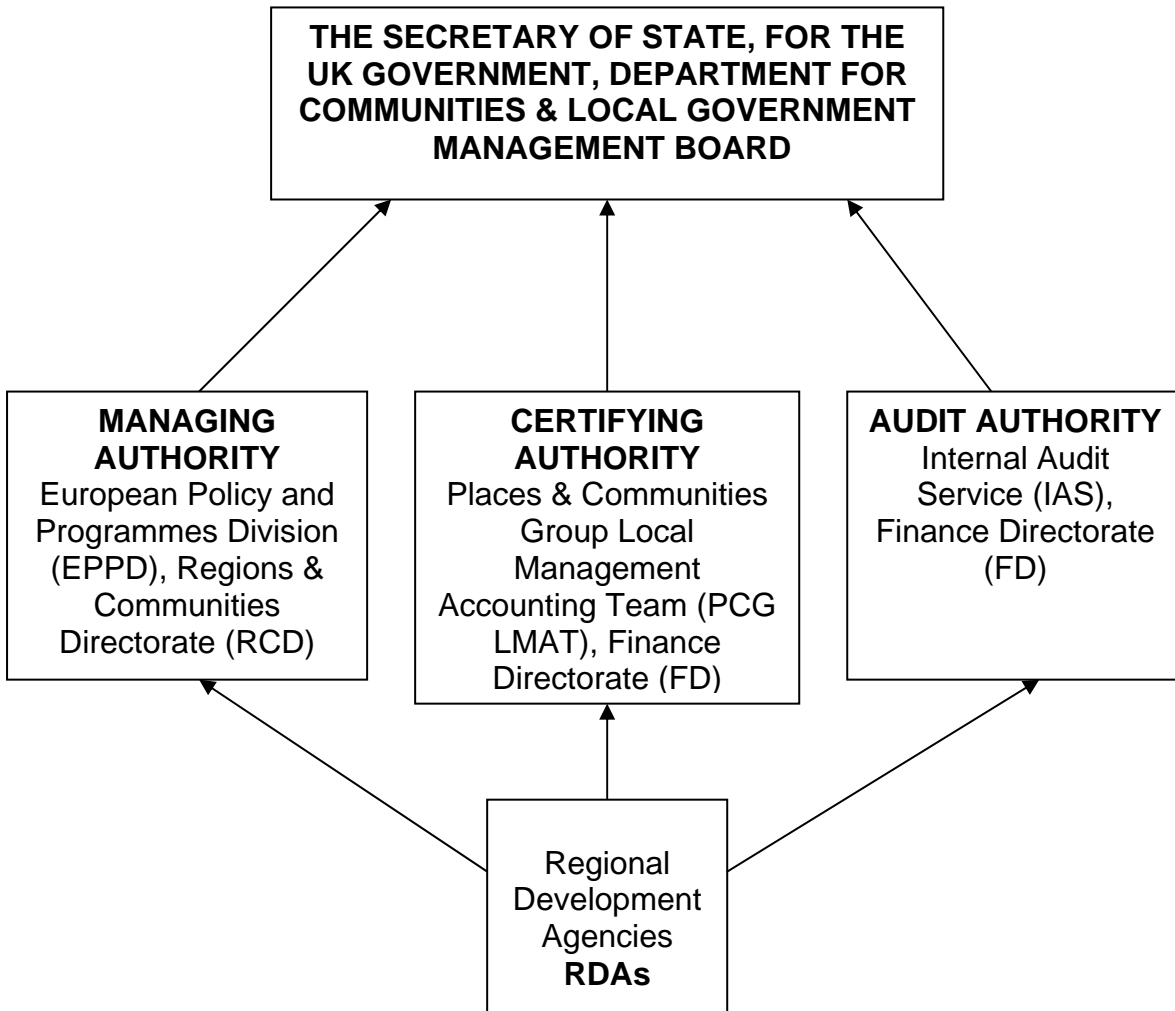 THE SECRETARY OF STATE, FOR THE
UK GOVERNMENT, DEPARTMENT FOR
COMMUNITIES & LOCAL GOVERNMENT
MANAGEMENT BOARD
MANAGING
AUTHORITY
European Policy and
Programmes Division
(EPPD), Regions &
Communities
Directorate (RCD)
CERTIFYING
AUTHORITY
Places & Communities
Group Local
Management
Accounting Team (PCG
LMAT), Finance
Directorate (FD)
AUDIT AUTHORITY
Internal Audit
Service (IAS),
Finance Directorate
(FD)
Regional
Development
Agencies
RDAs